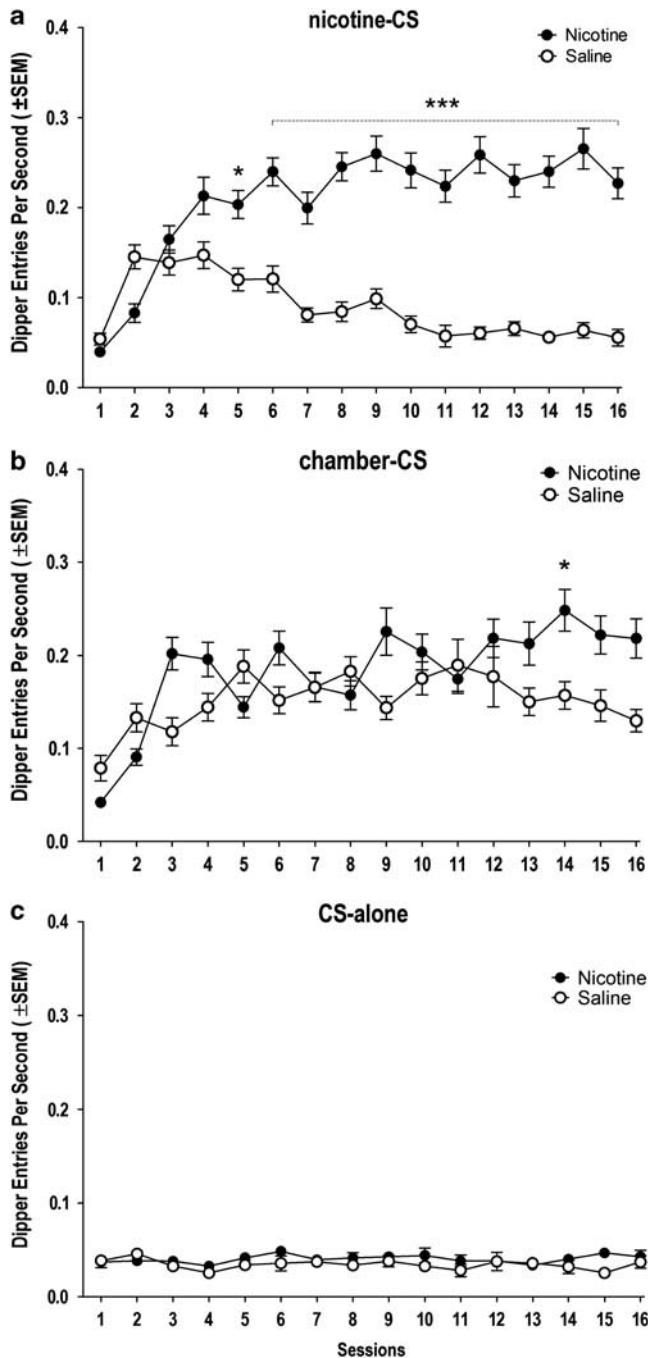 a
nicotine-CS
Nicotine
Saline
***
*
Dipper Entries Per Second (±SEM)
0.4
0.3
0.2
0.1
0.0
1 2 3 4 5 6 7 8 9 10 11 12 13 14 15 16
b
chamber-CS
Nicotine
Saline
*
Dipper Entries Per Second (±SEM)
0.4
0.3
0.2
0.1
0.0
1 2 3 4 5 6 7 8 9 10 11 12 13 14 15 16
c
CS-alone
Nicotine
Saline
Dipper Entries Per Second (±SEM)
0.4
0.3
0.2
0.1
0.0
1 2 3 4 5 6 7 8 9 10 11 12 13 14 15 16
Sessions